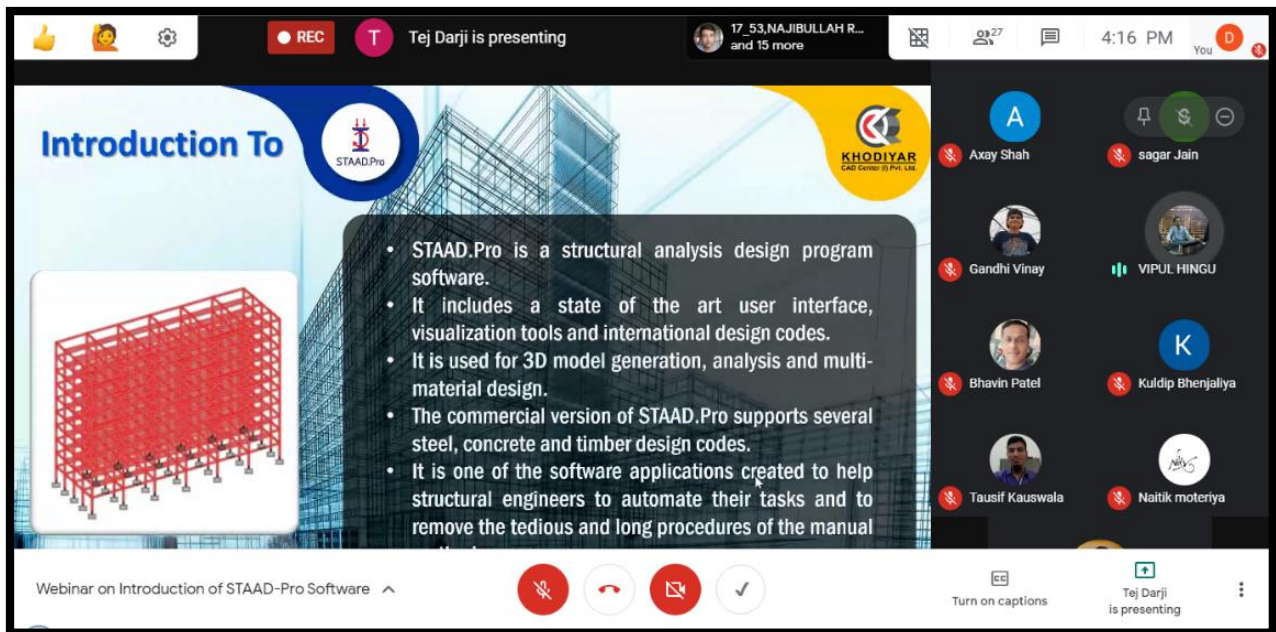 REC
T
Tej Darji is presenting
17_53,NAJIBULLAH R...
and 15 more
27
4:16 PM
You
D
Introduction To
STAAD.Pro
KHODIYAR
CAD Center (I) Pvt. Ltd.
• STAAD.Pro is a structural analysis design program
software.
• It includes a state of the art user interface,
visualization tools and international design codes.
• It is used for 3D model generation, analysis and multi-
material design.
• The commercial version of STAAD.Pro supports several
steel, concrete and timber design codes.
• It is one of the software applications created to help
structural engineers to automate their tasks and to
remove the tedious and long procedures of the manual
A
Axay Shah
sagar Jain
Gandhi Vinay
VIPUL HINGU
Bhavin Patel
K
Kuldip Bhenjaliya
Tausif Kauswala
Naitik moteriya
Webinar on Introduction of STAAD-Pro Software
CC
Turn on captions
Tej Darji
is presenting